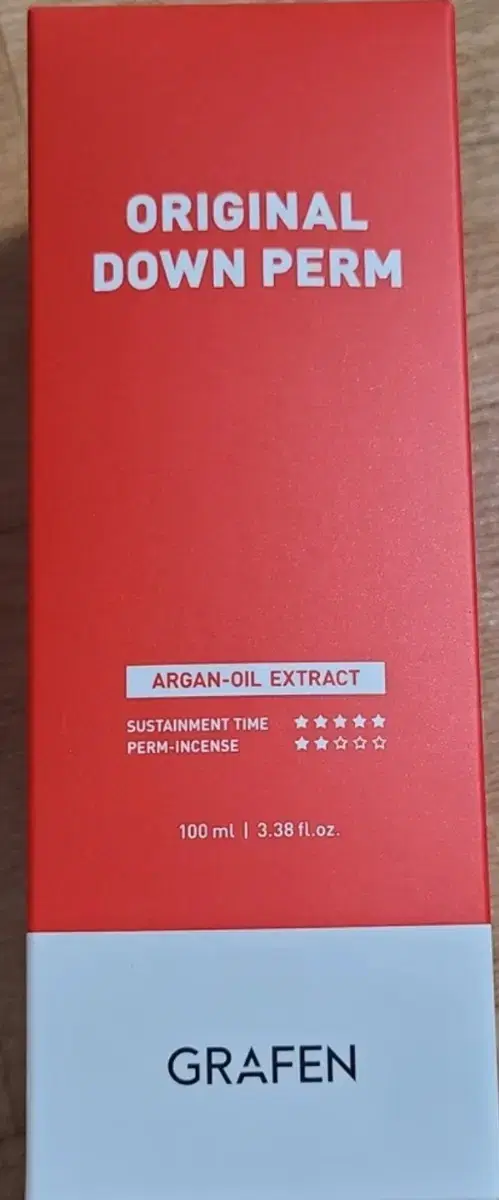 ORIGINAL
DOWN PERM
ARGAN-OIL EXTRACT
SUSTAINMENT TIME ★★★★★
PERM-INCENSE ★★☆☆☆
100 ml | 3.38 fl.oz.
GRAFEN